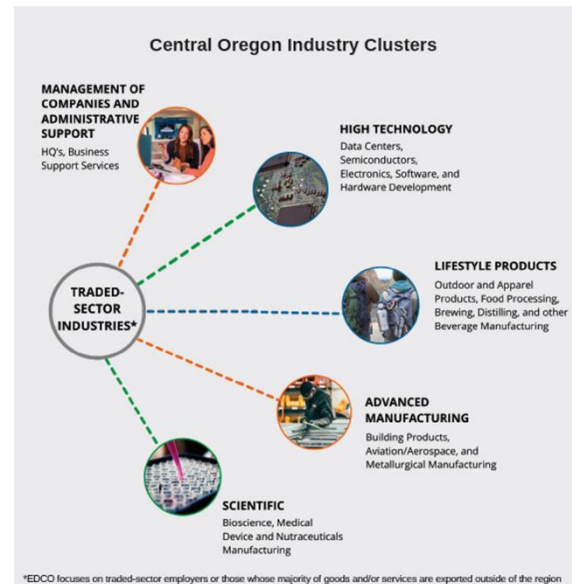 Central Oregon Industry Clusters
MANAGEMENT OF
COMPANIES AND
ADMINISTRATIVE
SUPPORT
HQ's, Business
Support Services
HIGH TECHNOLOGY
Data Centers,
Semiconductors,
Electronics, Software, and
Hardware Development
TRADED-
SECTOR
INDUSTRIES*
LIFESTYLE PRODUCTS
Outdoor and Apparel
Products, Food Processing,
Brewing, Distilling, and other
Beverage Manufacturing
ADVANCED
MANUFACTURING
Building Products,
Aviation/Aerospace, and
Metallurgical Manufacturing
SCIENTIFIC
Bioscience, Medical
Device and Nutraceuticals
Manufacturing
*EDCO focuses on traded-sector employers or those whose majority of goods and/or services are exported outside of the region